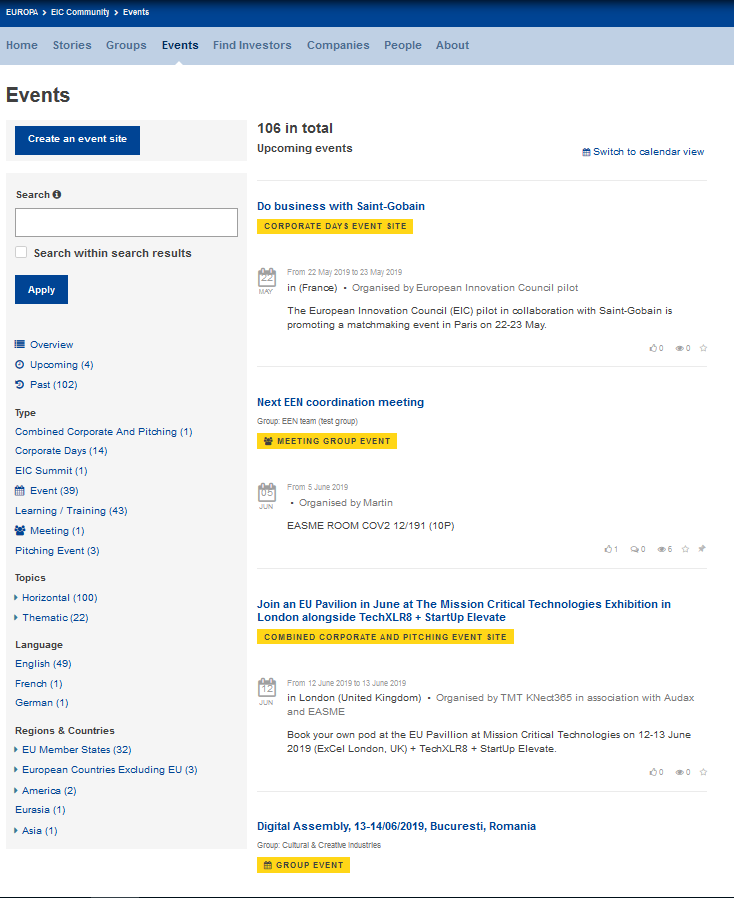 EUROPA > EIC Community > Events
Home Stories Groups Events Find Investors Companies People About
Events
Create an event site
Search
Search within search results
Apply
Overview
Upcoming (4)
Past (102)
Type
Combined Corporate And Pitching (1)
Corporate Days (14)
EIC Summit (1)
Event (39)
Learning / Training (43)
Meeting (1)
Pitching Event (3)
Topics
Horizontal (100)
Thematic (22)
Language
English (49)
French (1)
German (1)
Regions & Countries
EU Member States (32)
European Countries Excluding EU (3)
America (2)
Eurasia (1)
Asia (1)
106 in total
Upcoming events
Switch to calendar view
Do business with Saint-Gobain
CORPORATE DAYS EVENT SITE
22
MAY
From 22 May 2019 to 23 May 2019
in (France) • Organised by European Innovation Council pilot
The European Innovation Council (EIC) pilot in collaboration with Saint-Gobain is
promoting a matchmaking event in Paris on 22-23 May.
0 0
Next EEN coordination meeting
Group: EEN team (test group)
MEETING GROUP EVENT
05
JUN
From 5 June 2019
• Organised by Martin
EASME ROOM COV2 12/191 (10P)
1 0 6
Join an EU Pavilion in June at The Mission Critical Technologies Exhibition in
London alongside TechXLR8 + StartUp Elevate
COMBINED CORPORATE AND PITCHING EVENT SITE
12
JUN
From 12 June 2019 to 13 June 2019
in London (United Kingdom) • Organised by TMT KNect365 in association with Audax
and EASME
Book your own pod at the EU Pavillion at Mission Critical Technologies on 12-13 June
2019 (ExCel London, UK) + TechXLR8 + StartUp Elevate.
0 0
Digital Assembly, 13-14/06/2019, Bucuresti, Romania
Group: Cultural & Creative Industries
GROUP EVENT